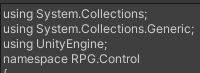 using System.Collections;
using System.Collections.Generic;
using UnityEngine;
namespace RPG.Control
{